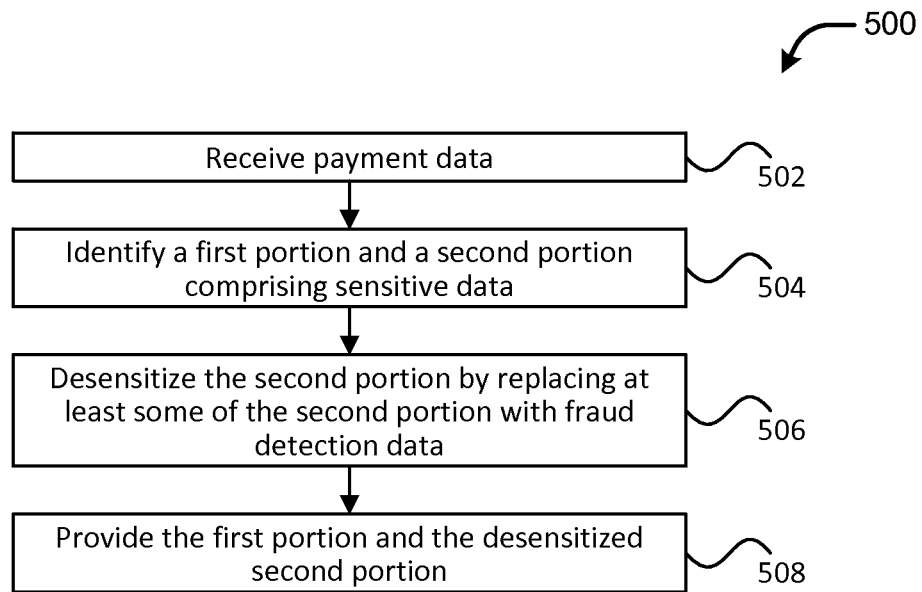 500
Receive payment data
502
Identify a first portion and a second portion
comprising sensitive data
504
Desensitize the second portion by replacing at
least some of the second portion with fraud
detection data
506
Provide the first portion and the desensitized
second portion
508